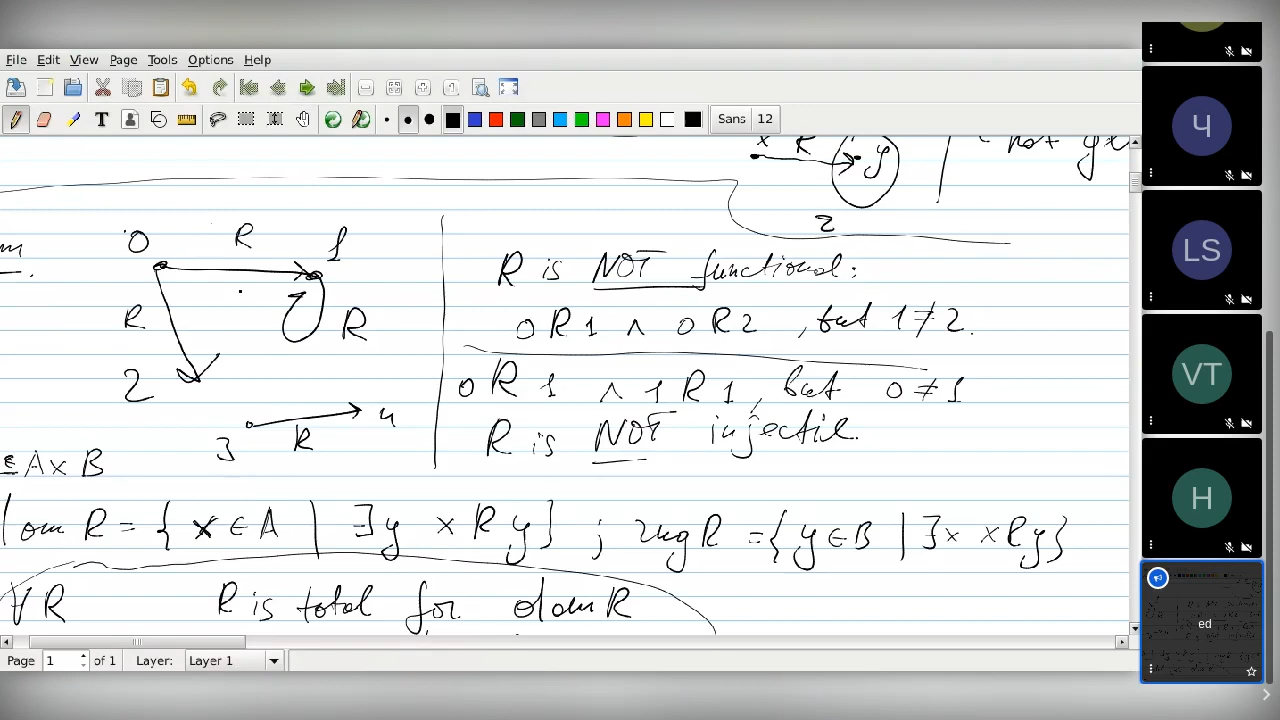 File Edit View Page Tools Options Help
Sans 12
x R y
not
2
0 R 1
R is NOT functional:
R R
0 R 1 ∧ 0 R 2, but 1 ≠ 2.
2
0 R 1 ∧ 1 R 1, but 0 ≠ 1
3 R 4
R is NOT injective.
⊆ A x B
dom R = { x ∈ A | ∃ y x R y } ; rng R = { y ∈ B | ∃ x x R y }
∀ R R is total for dom R
Page 1 of 1 Layer: Layer 1
Ч
LS
VT
H
ed